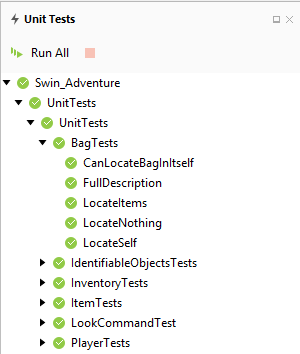 Unit Tests
Run All
Swin_Adventure
UnitTests
UnitTests
BagTests
CanLocateBagInItself
FullDescription
LocateItems
LocateNothing
LocateSelf
IdentifiableObjectsTests
InventoryTests
ItemTests
LookCommandTest
PlayerTests